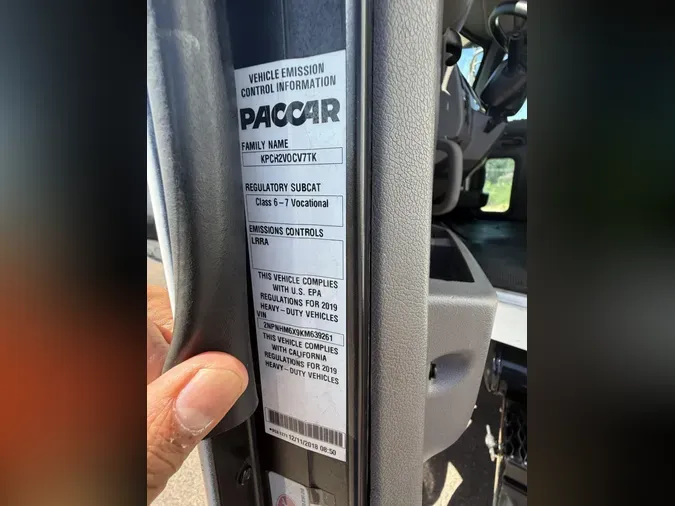 VEHICLE EMISSION
CONTROL INFORMATION
PACCAR
FAMILY NAME
KPCR2VOCV7TK
REGULATORY SUBCAT
Class 6-7 Vocational
EMISSIONS CONTROLS
LRRA
THIS VEHICLE COMPLIES
WITH U.S. EPA
REGULATIONS FOR 2019
HEAVY-DUTY VEHICLES
VIN
2NPNHM6X9KM639261
THIS VEHICLE COMPLIES
WITH CALIFORNIA
REGULATIONS FOR 2019
HEAVY-DUTY VEHICLES
12/11/2018 08:50